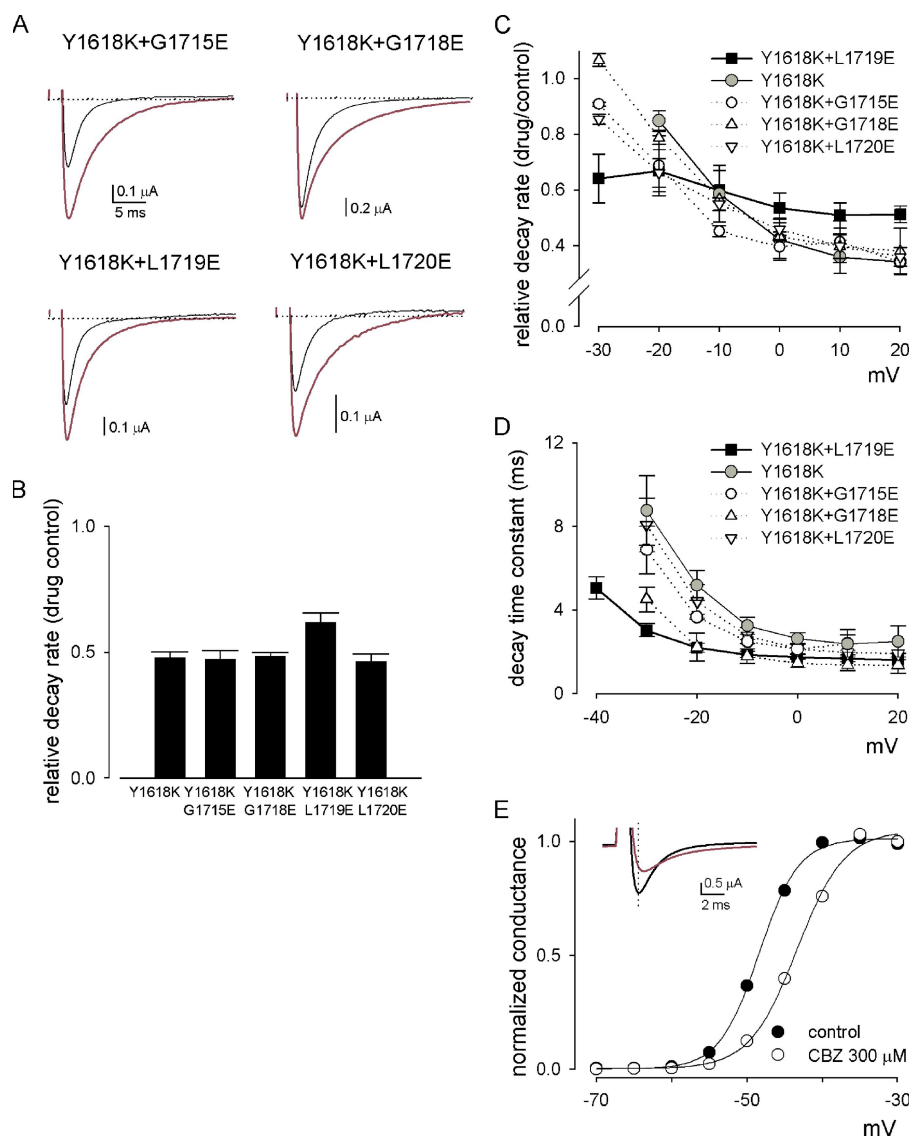 A
Y1618K+G1715E
Y1618K+G1718E
0.1 μA
5 ms
0.2 μA
Y1618K+L1719E
Y1618K+L1720E
0.1 μA
0.1 μA
B
relative decay rate (drug control)
1.0
0.5
0.0
Y1618K
Y1618K
G1715E
Y1618K
G1718E
Y1618K
L1719E
Y1618K
L1720E
C
relative decay rate (drug/control)
1.0
0.8
0.6
0.4
0.0
-30
-20
-10
0
10
20
mV
Y1618K+L1719E
Y1618K
Y1618K+G1715E
Y1618K+G1718E
Y1618K+L1720E
D
decay time constant (ms)
12
8
4
0
-40
-20
0
20
mV
Y1618K+L1719E
Y1618K
Y1618K+G1715E
Y1618K+G1718E
Y1618K+L1720E
E
normalized conductance
1.0
0.5
0.0
0.5 μA
2 ms
control
CBZ 300 μM
-70
-50
-30
mV